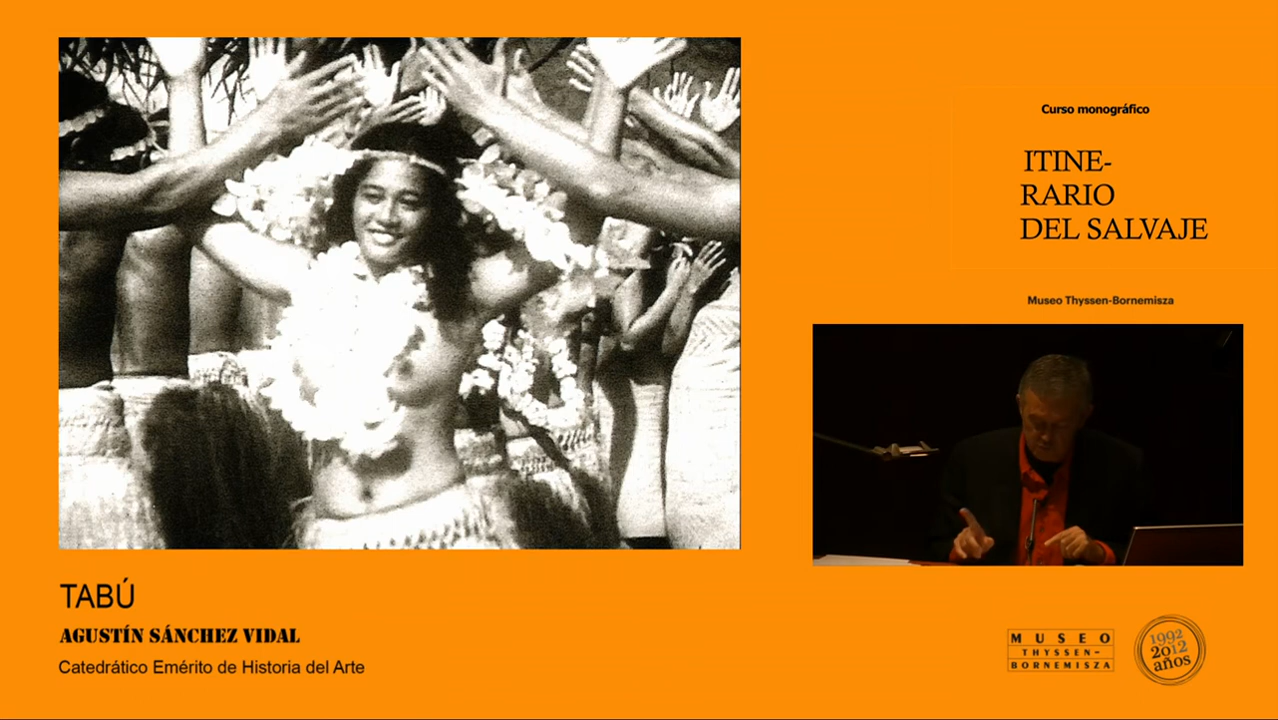 Curso monográfico
ITINE-
RARIO
DEL SALVAJE
Museo Thyssen-Bornemisza
TABÚ
AGUSTÍN SÁNCHEZ VIDAL
Catedrático Emérito de Historia del Arte
MUSEO
THYSSEN-
BORNEMISZA
1992
2012
años